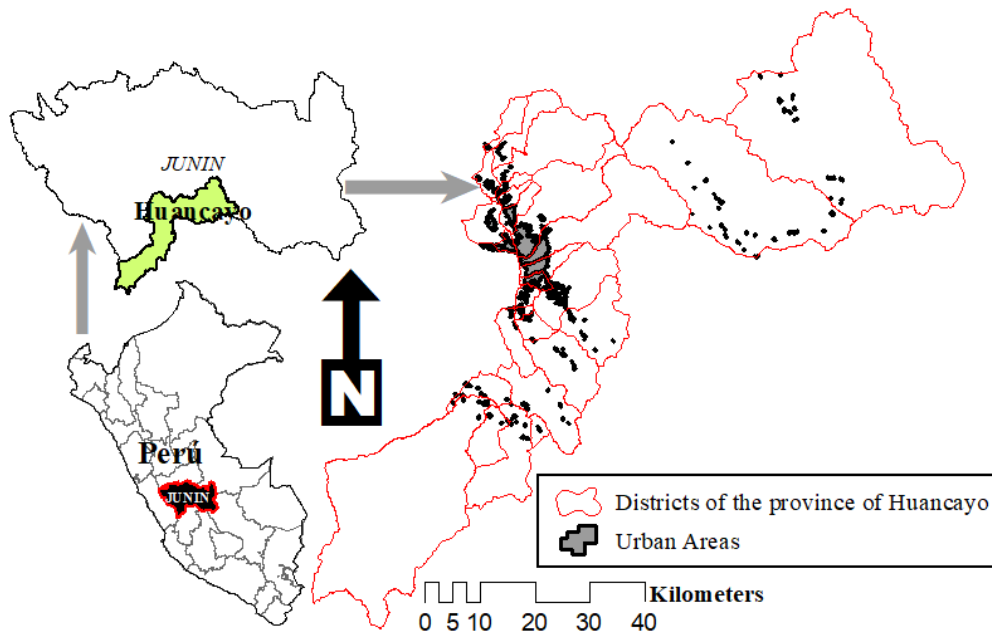 JUNIN
Huancayo
N
Perú
JUNIN
Districts of the province of Huancayo
Urban Areas
Kilometers
0 5 10 20 30 40